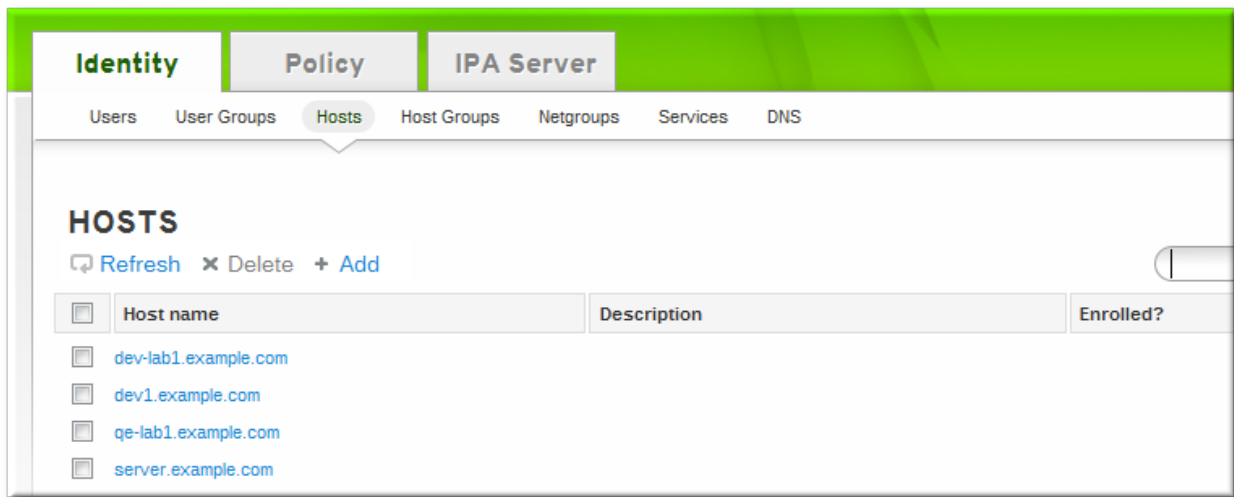 Identity Policy IPA Server
Users User Groups Hosts Host Groups Netgroups Services DNS
HOSTS
Refresh Delete + Add
Host name Description Enrolled?
dev-lab1.example.com
dev1.example.com
qe-lab1.example.com
server.example.com